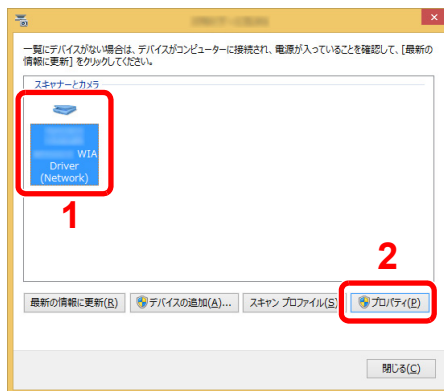 一覧にデバイスがない場合は、デバイスがコンピューターに接続され、電源が入っていることを確認して、[最新の
情報に更新] をクリックしてください。
スキャナーとカメラ
WIA
Driver
(Network)
1
2
最新の情報に更新(R)
デバイスの追加(A)...
スキャン プロファイル(S)
プロパティ(P)
閉じる(C)